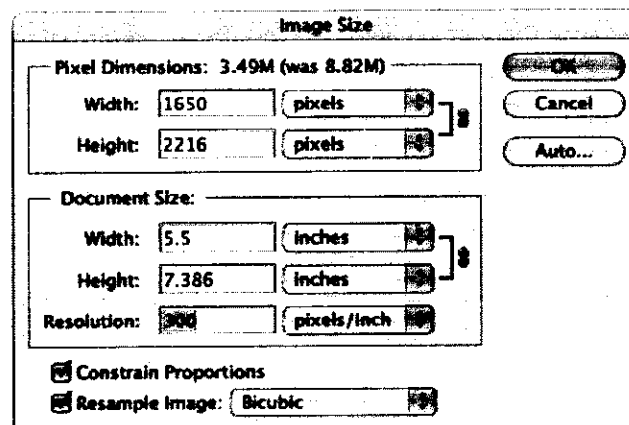 Image Size
Pixel Dimensions: 3.49M (was 8.82M)
Width: 1650 pixels
Height: 2216 pixels
OK
Cancel
Auto...
Document Size:
Width: 5.5 inches
Height: 7.386 inches
Resolution: 300 pixels/inch
Constrain Proportions
Resample Image: Bicubic